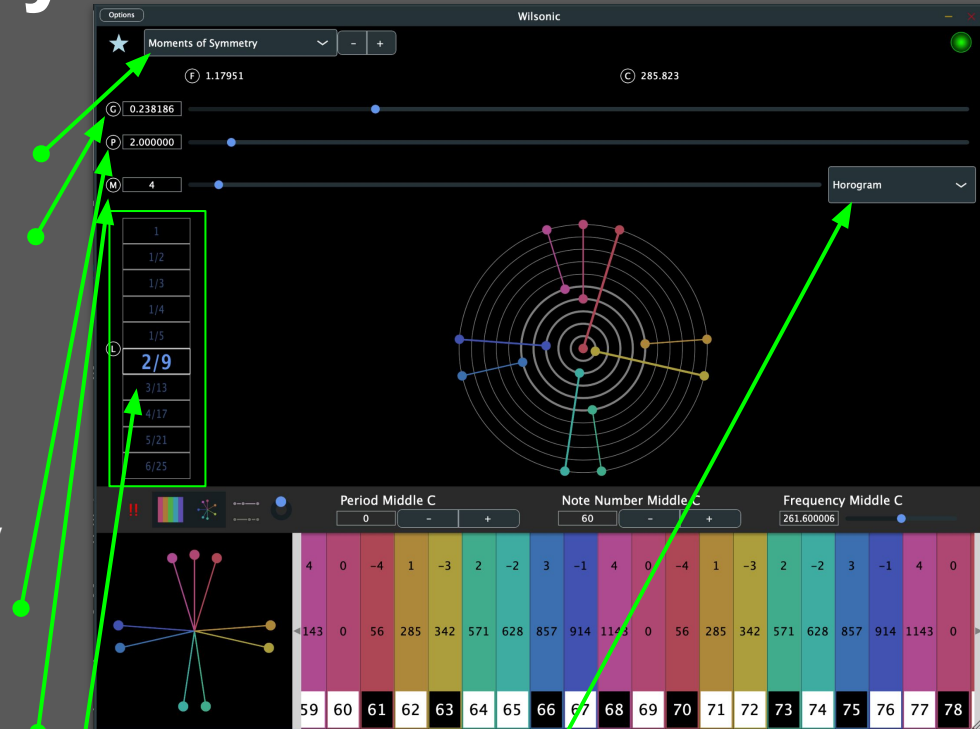 Options
Wilsonic
Moments of Symmetry - +
F 1.17951
C 285.823
G 0.238186
P 2.000000
M 4
Horogram
1
1/2
1/3
1/4
1/5
L 2/9
3/13
4/17
5/21
6/25
!!
Period Middle C
0 - +
Note Number Middle C
60 - +
Frequency Middle C
261.600006
4 0 -4 1 -3 2 -2 3 -1 4 0 -4 1 -3 2 -2 3 -1 4 0
143 0 56 285 342 571 628 857 914 1143 0 56 285 342 571 628 857 914 1143 0
59 60 61 62 63 64 65 66 67 68 69 70 71 72 73 74 75 76 77 78